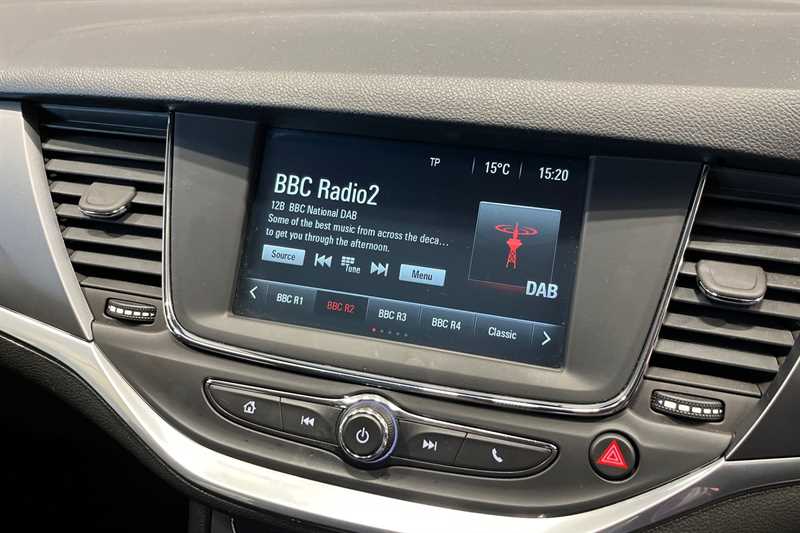 TP 15°C 15:20
BBC Radio2
12B BBC National DAB
Some of the best music from across the deca...
to get you through the afternoon.
Source Tune Menu
DAB
BBC R1 BBC R2 BBC R3 BBC R4 Classic